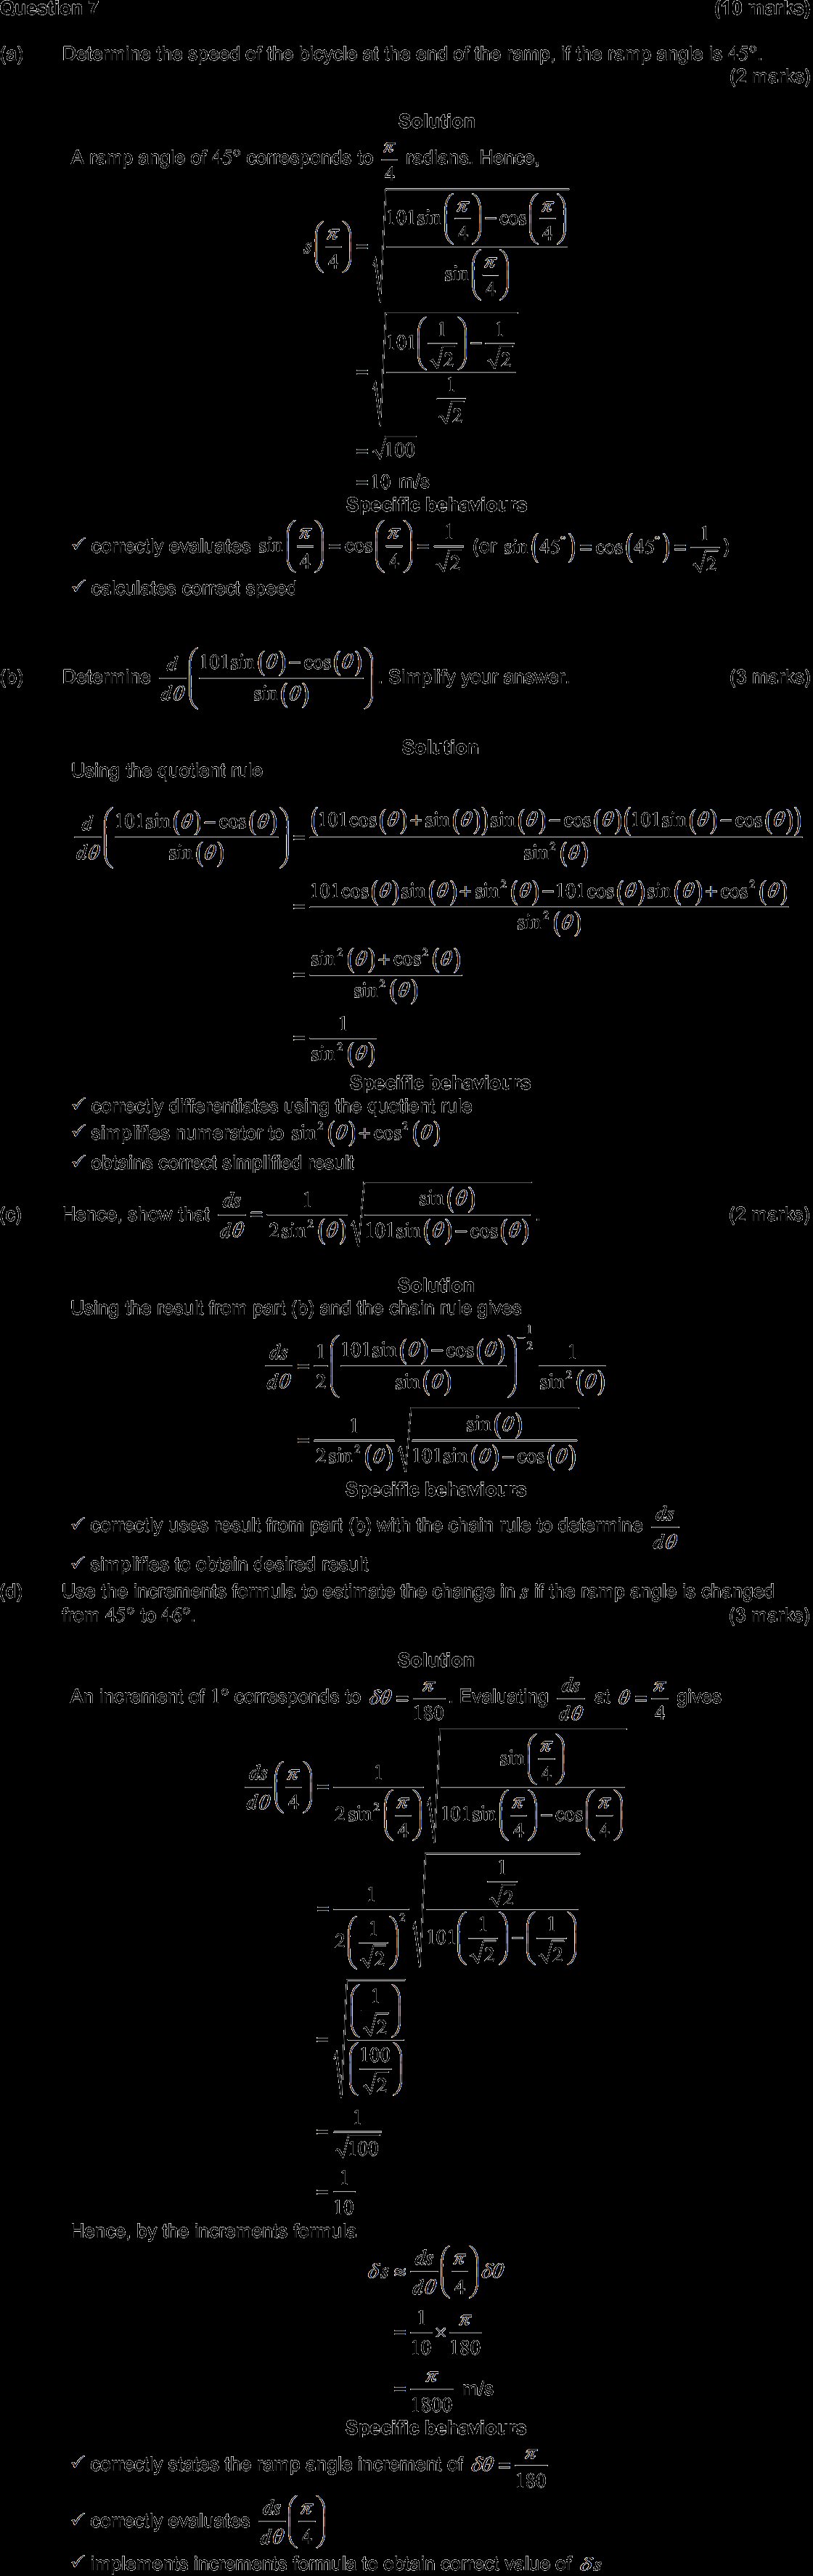 Question 7 (10 marks)
(a) Determine the speed of the bicycle at the end of the ramp, if the ramp angle is 45°.
(2 marks)
Solution
A ramp angle of 45° corresponds to π/4 radians. Hence,
s(π/4) = √((101sin(π/4) − cos(π/4)) / sin(π/4))
= √((101(1/√2) − 1/√2) / (1/√2))
= √100
= 10 m/s
Specific behaviours
✓ correctly evaluates sin(π/4) = cos(π/4) = 1/√2 (or sin(45°) = cos(45°) = 1/√2)
✓ calculates correct speed
(b) Determine d/dθ((101sin(θ) − cos(θ)) / sin(θ)). Simplify your answer. (3 marks)
Solution
Using the quotient rule
d/dθ((101sin(θ) − cos(θ)) / sin(θ)) = ((101cos(θ) + sin(θ))sin(θ) − cos(θ)(101sin(θ) − cos(θ))) / sin²(θ)
= (101cos(θ)sin(θ) + sin²(θ) − 101cos(θ)sin(θ) + cos²(θ)) / sin²(θ)
= (sin²(θ) + cos²(θ)) / sin²(θ)
= 1 / sin²(θ)
Specific behaviours
✓ correctly differentiates using the quotient rule
✓ simplifies numerator to sin²(θ) + cos²(θ)
✓ obtains correct simplified result
(c) Hence, show that ds/dθ = 1/(2sin²(θ)) √(sin(θ) / (101sin(θ) − cos(θ))). (2 marks)
Solution
Using the result from part (b) and the chain rule gives
ds/dθ = 1/2 ((101sin(θ) − cos(θ)) / sin(θ))^(−1/2) 1/sin²(θ)
= 1/(2sin²(θ)) √(sin(θ) / (101sin(θ) − cos(θ)))
Specific behaviours
✓ correctly uses result from part (b) with the chain rule to determine ds/dθ
✓ simplifies to obtain desired result
(d) Use the increments formula to estimate the change in s if the ramp angle is changed
from 45° to 46°. (3 marks)
Solution
An increment of 1° corresponds to δθ = π/180. Evaluating ds/dθ at θ = π/4 gives
ds/dθ(π/4) = 1/(2sin²(π/4)) √(sin(π/4) / (101sin(π/4) − cos(π/4)))
= 1/(2(1/√2)²) √((1/√2) / (101(1/√2) − (1/√2)))
= √((1/√2) / (100/√2))
= 1/√100
= 1/10
Hence, by the increments formula
δs ≈ ds/dθ(π/4)δθ
= 1/10 × π/180
= π/1800 m/s
Specific behaviours
✓ correctly states the ramp angle increment of δθ = π/180
✓ correctly evaluates ds/dθ(π/4)
✓ implements increments formula to obtain correct value of δs